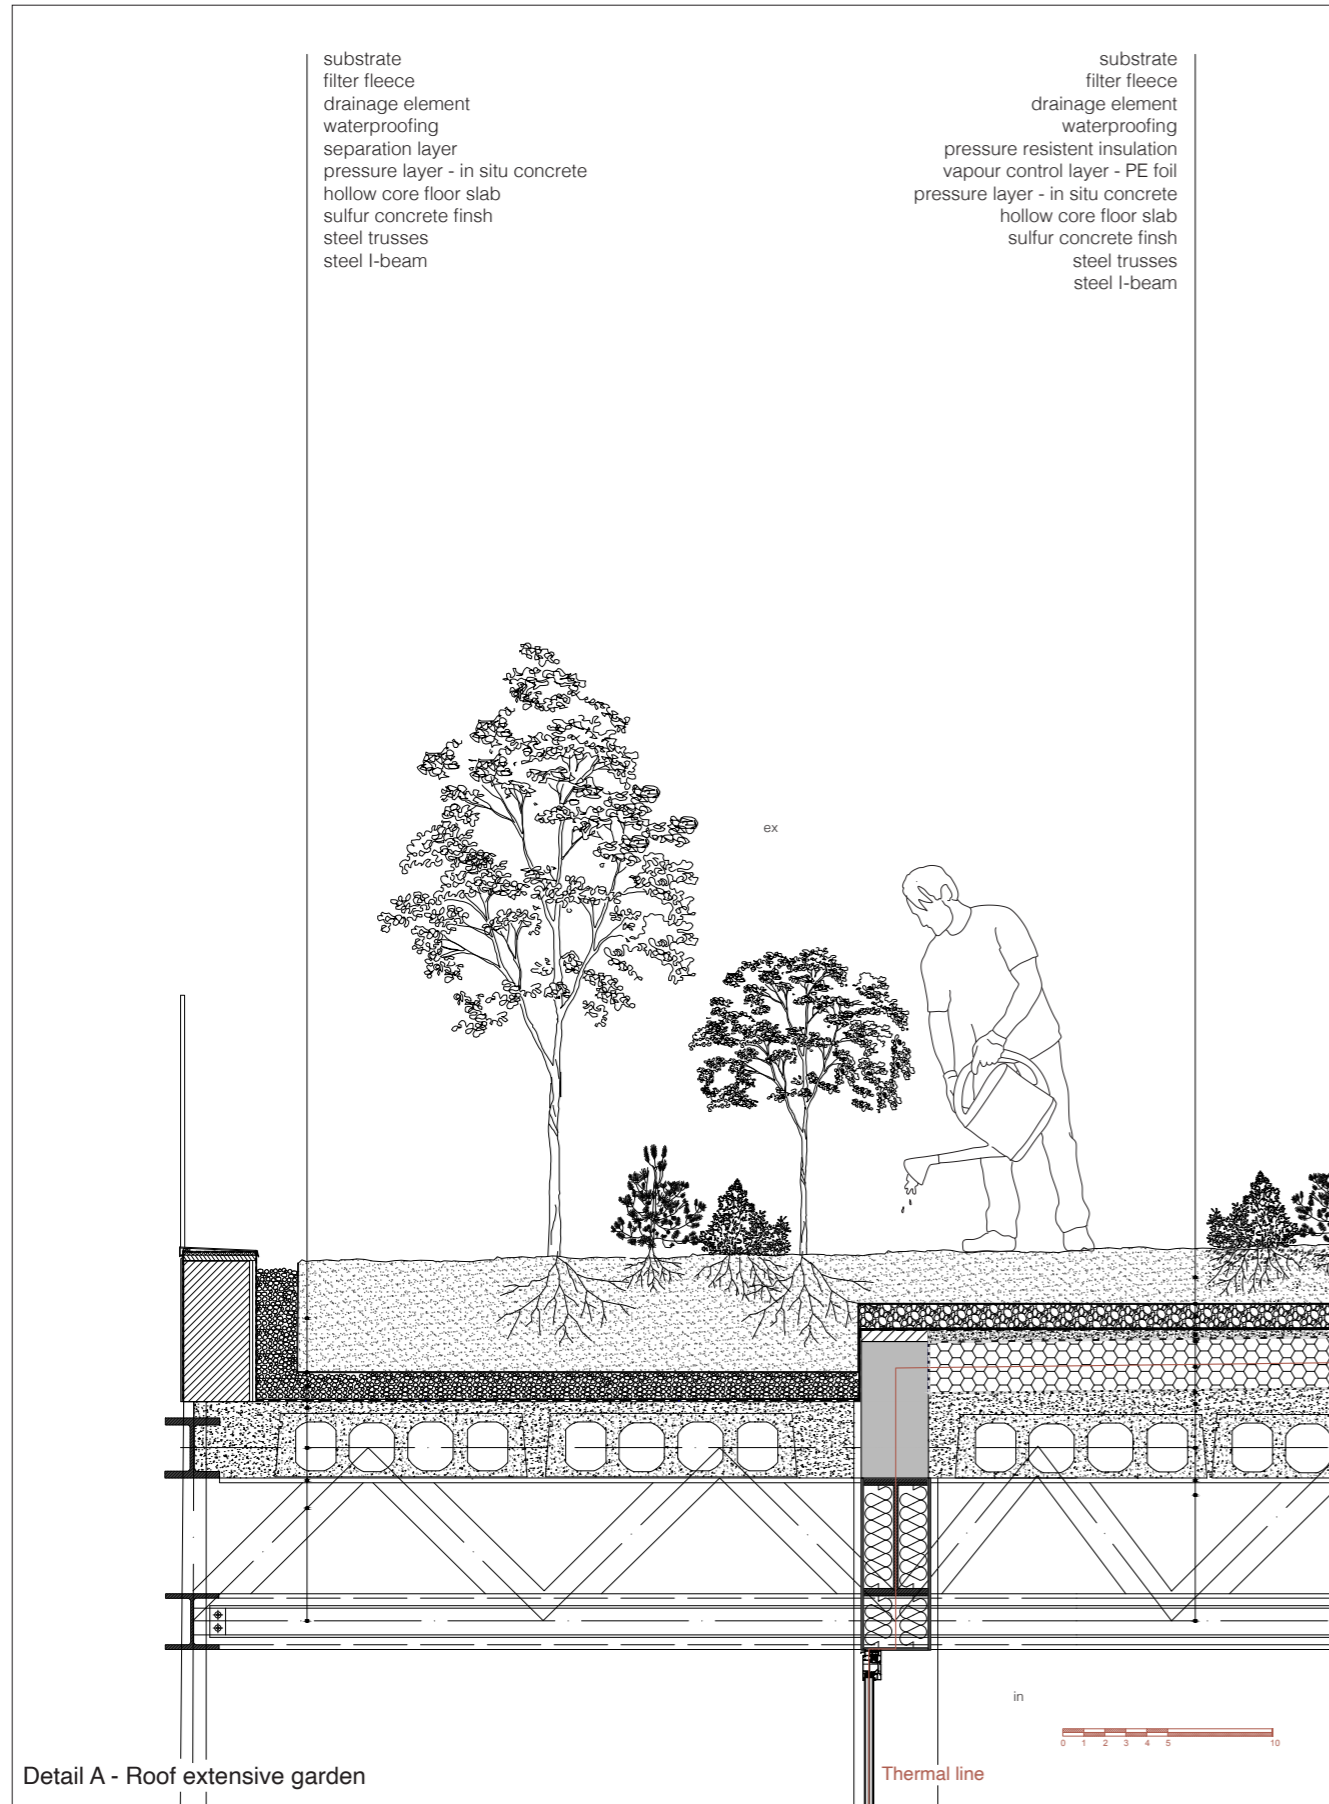 substrate
filter fleece
drainage element
waterproofing
separation layer
pressure layer - in situ concrete
hollow core floor slab
sulfur concrete finsh
steel trusses
steel I-beam
substrate
filter fleece
drainage element
waterproofing
pressure resistent insulation
vapour control layer - PE foil
pressure layer - in situ concrete
hollow core floor slab
sulfur concrete finsh
steel trusses
steel I-beam
ex
in
0 1 2 3 4 5 10
Detail A - Roof extensive garden
Thermal line